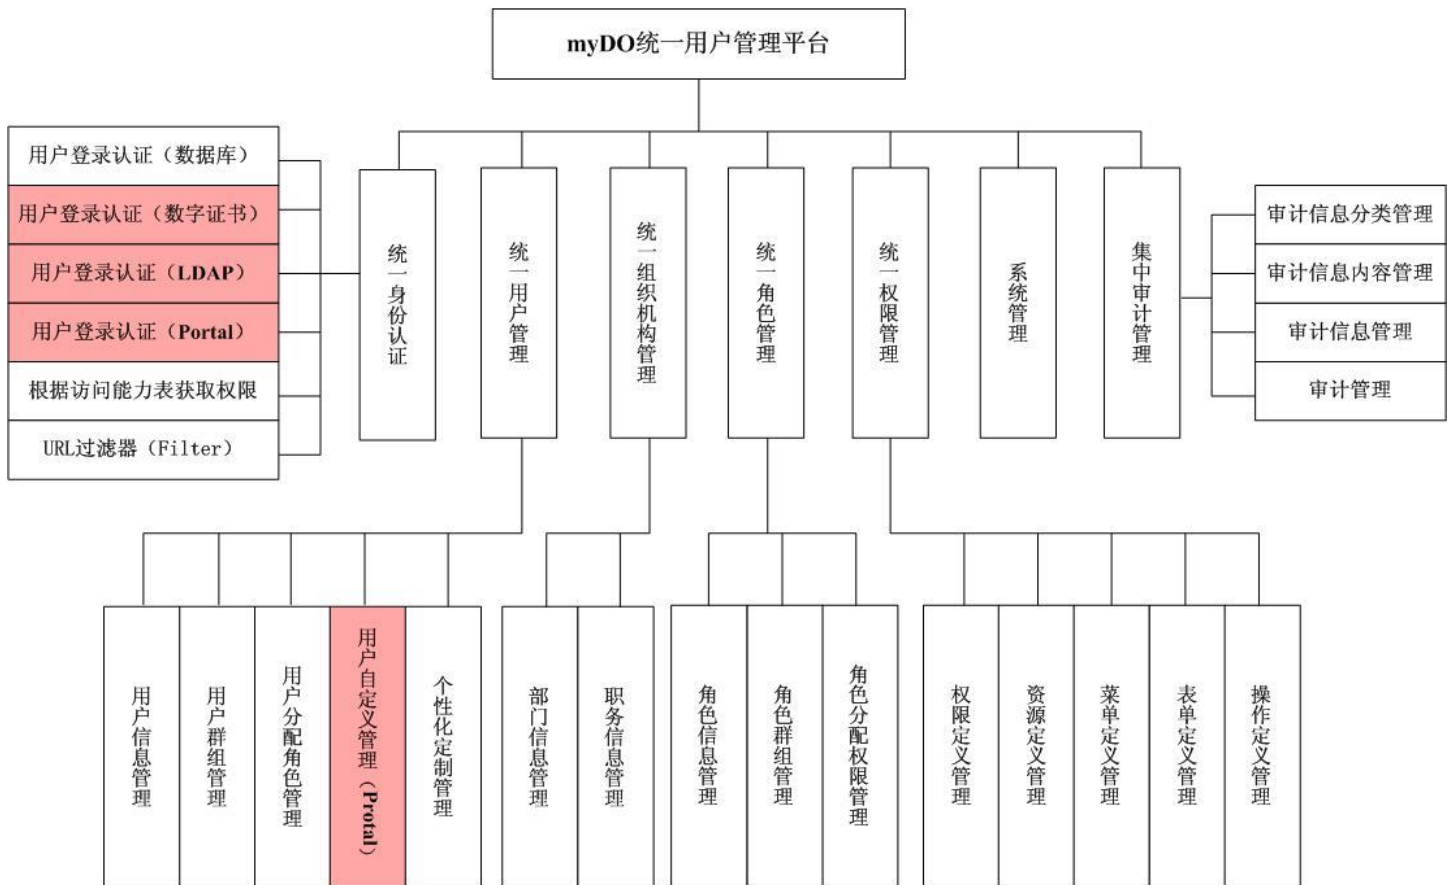 myDO统一用户管理平台
用户登录认证（数据库）
用户登录认证（数字证书）
用户登录认证（LDAP）
用户登录认证（Portal）
根据访问能力表获取权限
URL过滤器（Filter）
统一身份认证
统一用户管理
统一组织机构管理
统一角色管理
统一权限管理
系统管理
集中审计管理
审计信息分类管理
审计信息内容管理
审计信息管理
审计管理
用户信息管理
用户群组管理
用户分配角色管理
用户自定义管理（Protal）
个性化定制管理
部门信息管理
职务信息管理
角色信息管理
角色群组管理
角色分配权限管理
权限定义管理
资源定义管理
菜单定义管理
表单定义管理
操作定义管理